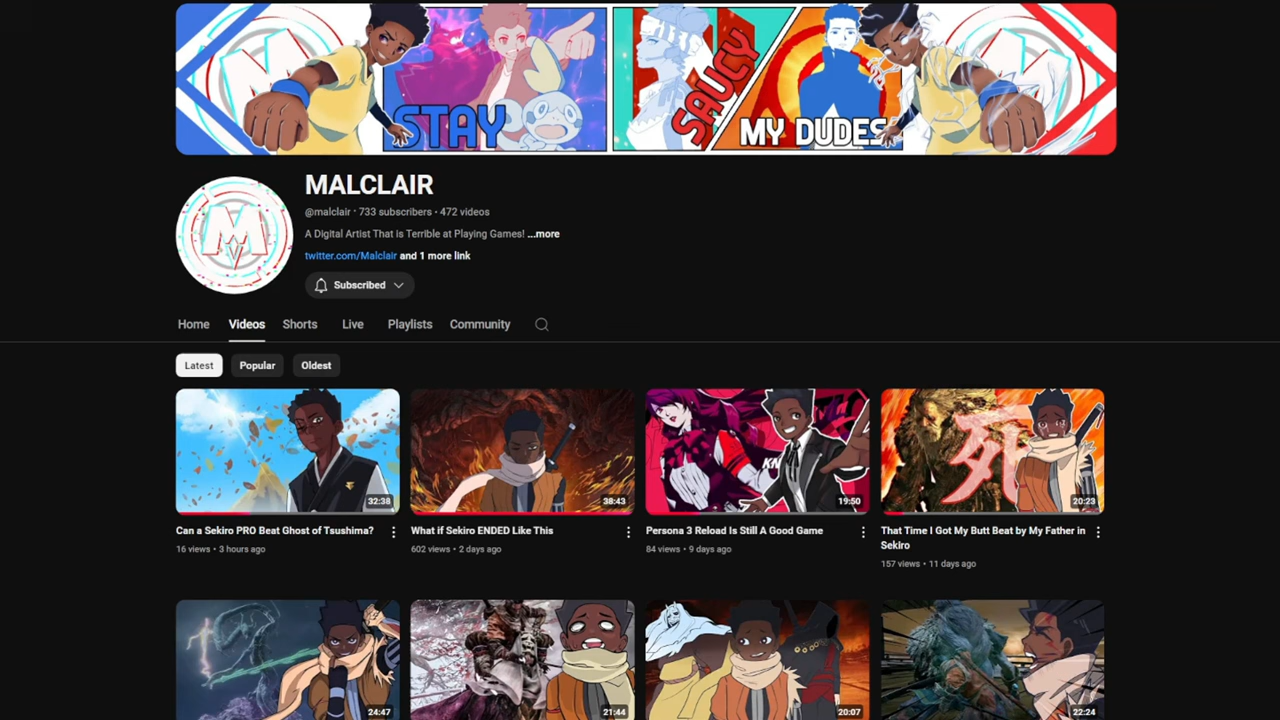 STAY
SAUCY
MY DUDES
MALCLAIR
@malclair · 733 subscribers · 472 videos
A Digital Artist That is Terrible at Playing Games! ...more
twitter.com/Malclair and 1 more link
Subscribed
Home Videos Shorts Live Playlists Community
Latest Popular Oldest
32:38
38:43
19:50
死
20:23
Can a Sekiro PRO Beat Ghost of Tsushima?
16 views • 3 hours ago
What if Sekiro ENDED Like This
602 views • 2 days ago
Persona 3 Reload Is Still A Good Game
84 views • 9 days ago
That Time I Got My Butt Beat by My Father in
Sekiro
157 views • 11 days ago
24:47
21:44
20:07
22:24